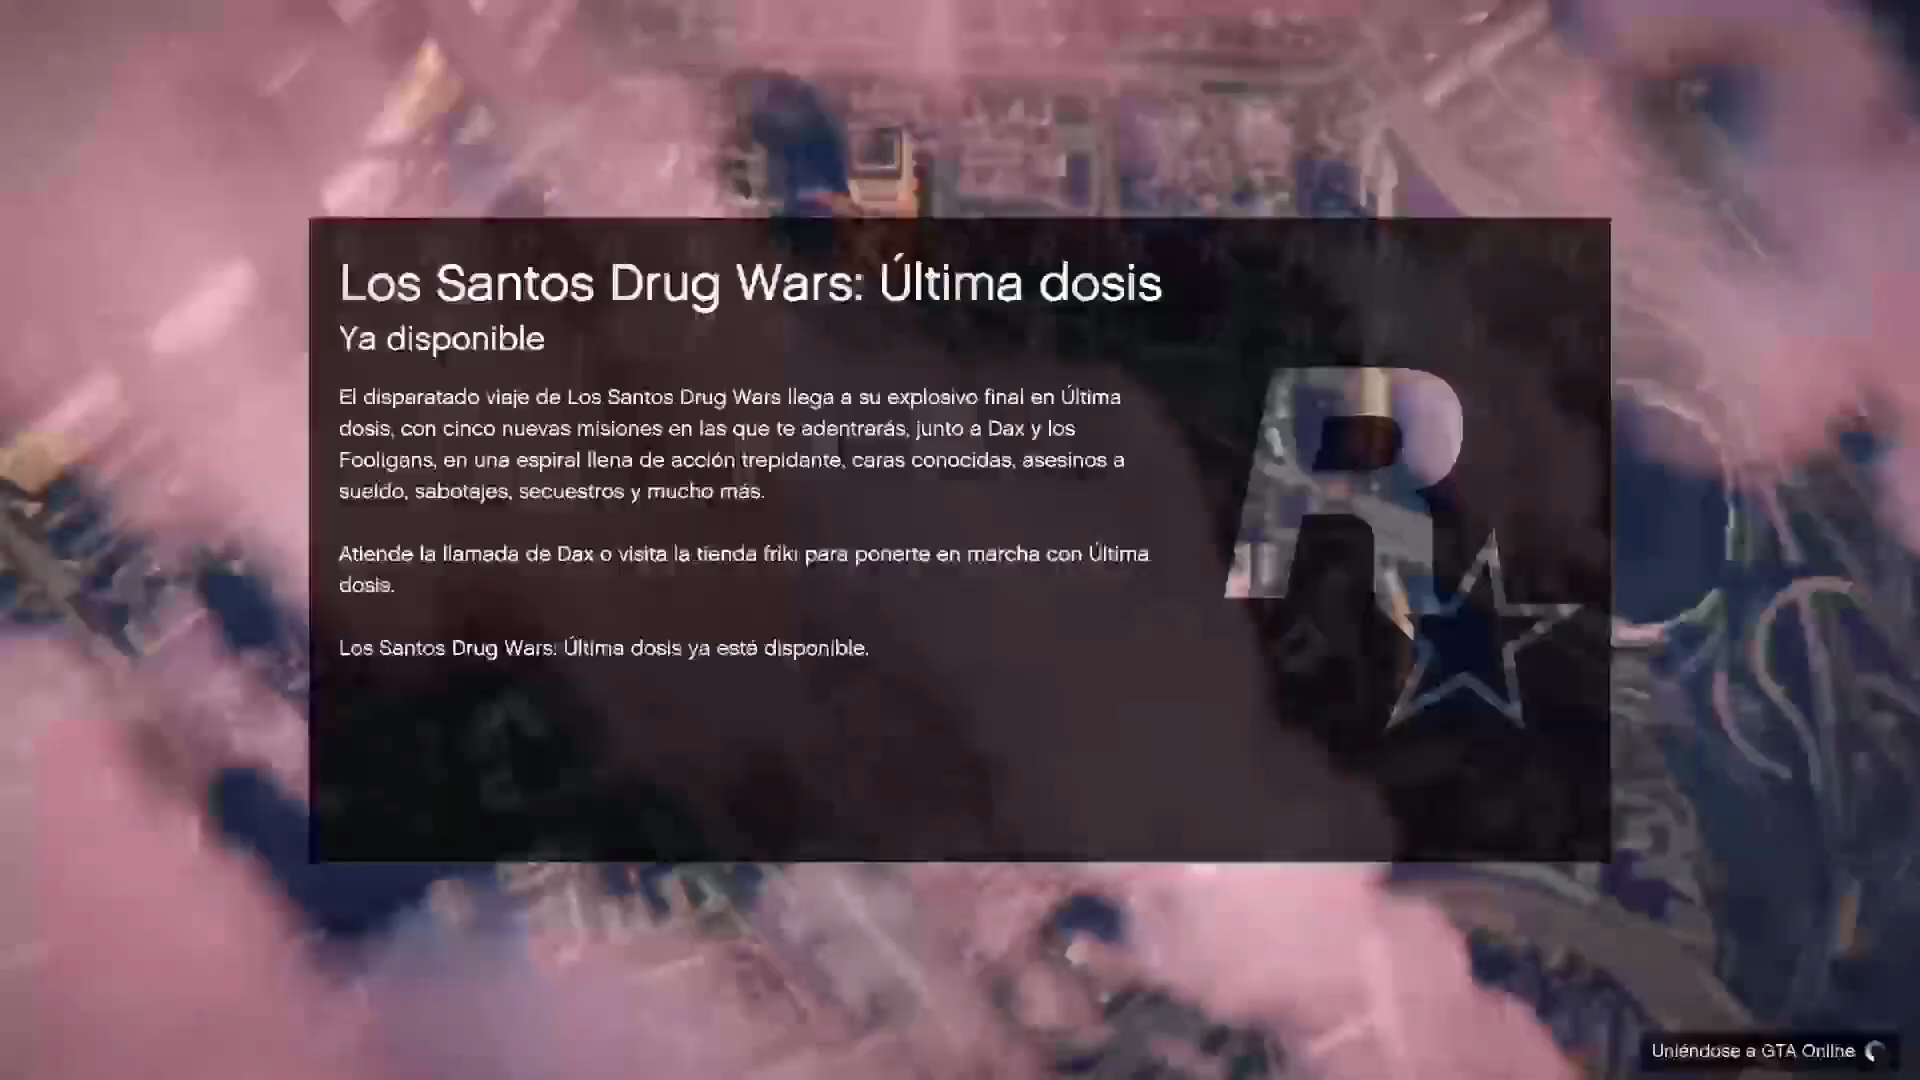 Los Santos Drug Wars: Última dosis
Ya disponible
El disparatado viaje de Los Santos Drug Wars llega a su explosivo final en Última
dosis, con cinco nuevas misiones en las que te adentrarás, junto a Dax y los
Fooligans, en una espiral llena de acción trepidante, caras conocidas, asesinos a
sueldo, sabotajes, secuestros y mucho más.
Atiende la llamada de Dax o visita la tienda friki para ponerte en marcha con Última
dosis.
Los Santos Drug Wars: Última dosis ya está disponible.
R
Uniéndose a GTA Online